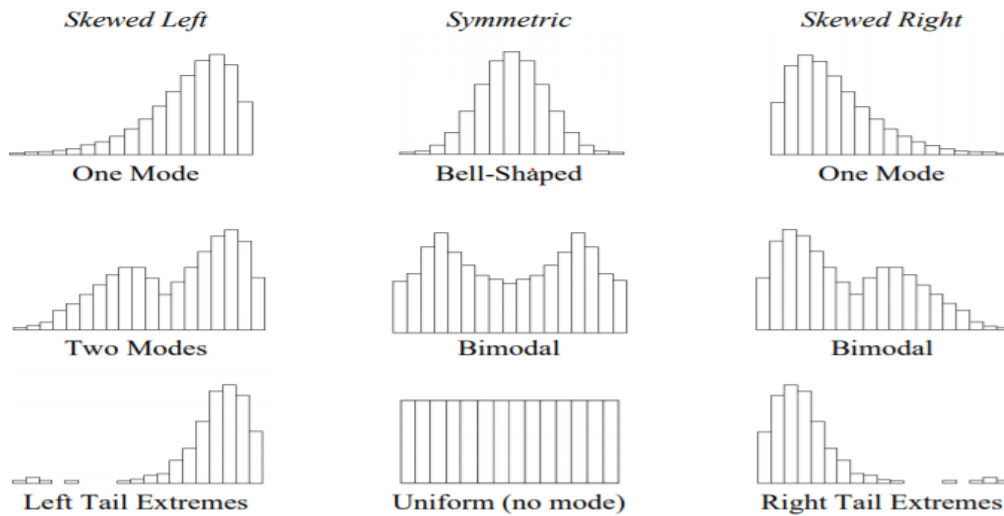 Skewed Left
Symmetric
Skewed Right
One Mode
Bell-Shaped
One Mode
Two Modes
Bimodal
Bimodal
Left Tail Extremes
Uniform (no mode)
Right Tail Extremes